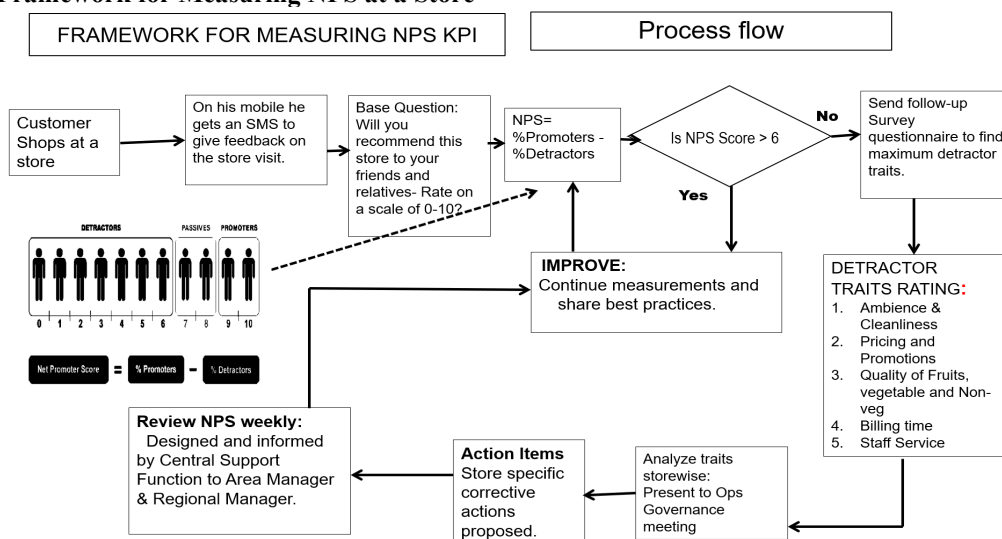 Framework for Measuring NPS at a Store
FRAMEWORK FOR MEASURING NPS KPI
Process flow
Customer
Shops at a
store
On his mobile he
gets an SMS to
give feedback on
the store visit.
Base Question:
Will you
recommend this
store to your
friends and
relatives- Rate on
a scale of 0-10?
NPS=
%Promoters -
%Detractors
Is NPS Score > 6
No
Yes
Send follow-up
Survey
questionnaire to find
maximum detractor
traits.
DETRACTORS PASSIVES PROMOTERS
0 1 2 3 4 5 6 7 8 9 10
Net Promoter Score = % Promoters - % Detractors
IMPROVE:
Continue measurements and
share best practices.
DETRACTOR
TRAITS RATING:
1. Ambience &
Cleanliness
2. Pricing and
Promotions
3. Quality of Fruits,
vegetable and Non-
veg
4. Billing time
5. Staff Service
Review NPS weekly:
Designed and informed
by Central Support
Function to Area Manager
& Regional Manager.
Action Items
Store specific
corrective
actions
proposed.
Analyze traits
storewise:
Present to Ops
Governance
meeting